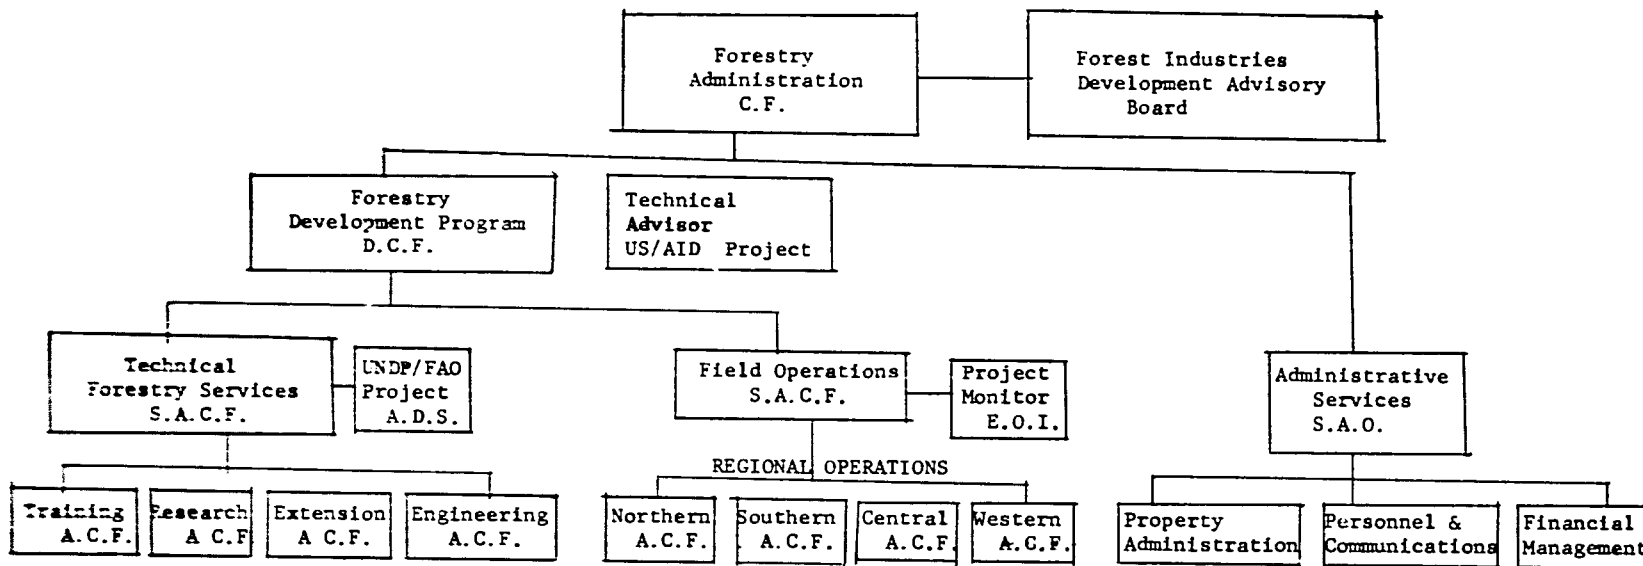 Forestry
Administration
C.F.
Forest Industries
Development Advisory
Board
Forestry
Development Program
D.C.F.
Technical
Advisor
US/AID Project
Technical
Forestry Services
S.A.C.F.
UNDP/FAO
Project
A.D.S.
Field Operations
S.A.C.F.
Project
Monitor
E.O.I.
Administrative
Services
S.A.O.
REGIONAL OPERATIONS
Training
A.C.F.
Research
A C.F
Extension
A C.F.
Engineering
A.C.F.
Northern
A.C.F.
Southern
A.C.F.
Central
A.C.F.
Western
A.C.F.
Property
Administration
Personnel &
Communications
Financial
Management